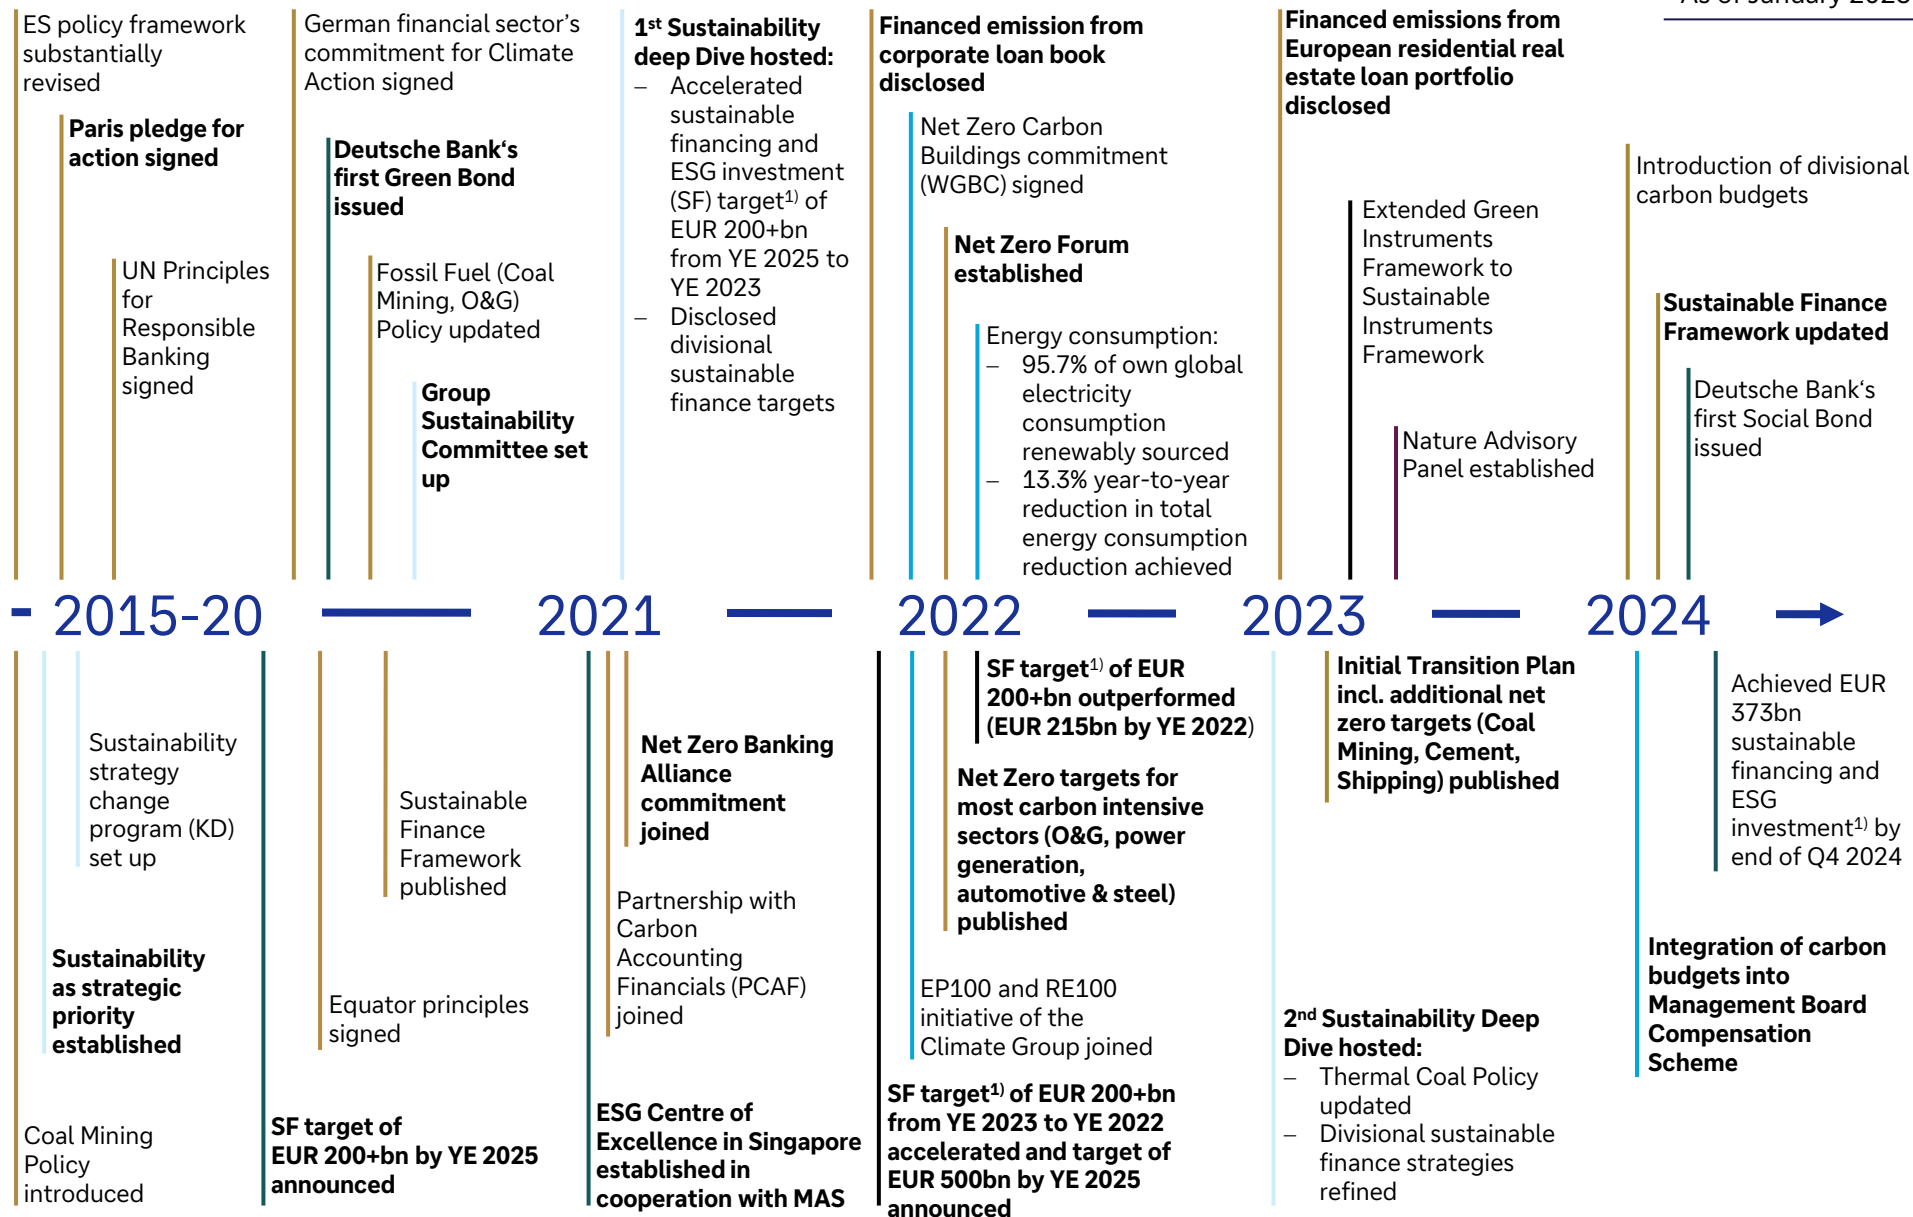 As of January 2025
ES policy framework
substantially
revised
Paris pledge for
action signed
UN Principles
for
Responsible
Banking
signed
German financial sector’s
commitment for Climate
Action signed
Deutsche Bank‘s
first Green Bond
issued
Fossil Fuel (Coal
Mining, O&G)
Policy updated
Group
Sustainability
Committee set
up
1st Sustainability
deep Dive hosted:
– Accelerated
sustainable
financing and
ESG investment
(SF) target1) of
EUR 200+bn
from YE 2025 to
YE 2023
– Disclosed
divisional
sustainable
finance targets
Financed emission from
corporate loan book
disclosed
Net Zero Carbon
Buildings commitment
(WGBC) signed
Net Zero Forum
established
Energy consumption:
– 95.7% of own global
electricity
consumption
renewably sourced
– 13.3% year-to-year
reduction in total
energy consumption
reduction achieved
Financed emissions from
European residential real
estate loan portfolio
disclosed
Extended Green
Instruments
Framework to
Sustainable
Instruments
Framework
Nature Advisory
Panel established
Introduction of divisional
carbon budgets
Sustainable Finance
Framework updated
Deutsche Bank‘s
first Social Bond
issued
2015-20 2021 2022 2023 2024
Sustainability
strategy
change
program (KD)
set up
Sustainability
as strategic
priority
established
Coal Mining
Policy
introduced
Sustainable
Finance
Framework
published
Equator principles
signed
SF target of
EUR 200+bn by YE 2025
announced
Net Zero Banking
Alliance
commitment
joined
Partnership with
Carbon
Accounting
Financials (PCAF)
joined
ESG Centre of
Excellence in Singapore
established in
cooperation with MAS
SF target1) of EUR
200+bn outperformed
(EUR 215bn by YE 2022)
Net Zero targets for
most carbon intensive
sectors (O&G, power
generation,
automotive & steel)
published
EP100 and RE100
initiative of the
Climate Group joined
SF target1) of EUR 200+bn
from YE 2023 to YE 2022
accelerated and target of
EUR 500bn by YE 2025
announced
Initial Transition Plan
incl. additional net
zero targets (Coal
Mining, Cement,
Shipping) published
2nd Sustainability Deep
Dive hosted:
– Thermal Coal Policy
updated
– Divisional sustainable
finance strategies
refined
Achieved EUR
373bn
sustainable
financing and
ESG
investment1) by
end of Q4 2024
Integration of carbon
budgets into
Management Board
Compensation
Scheme